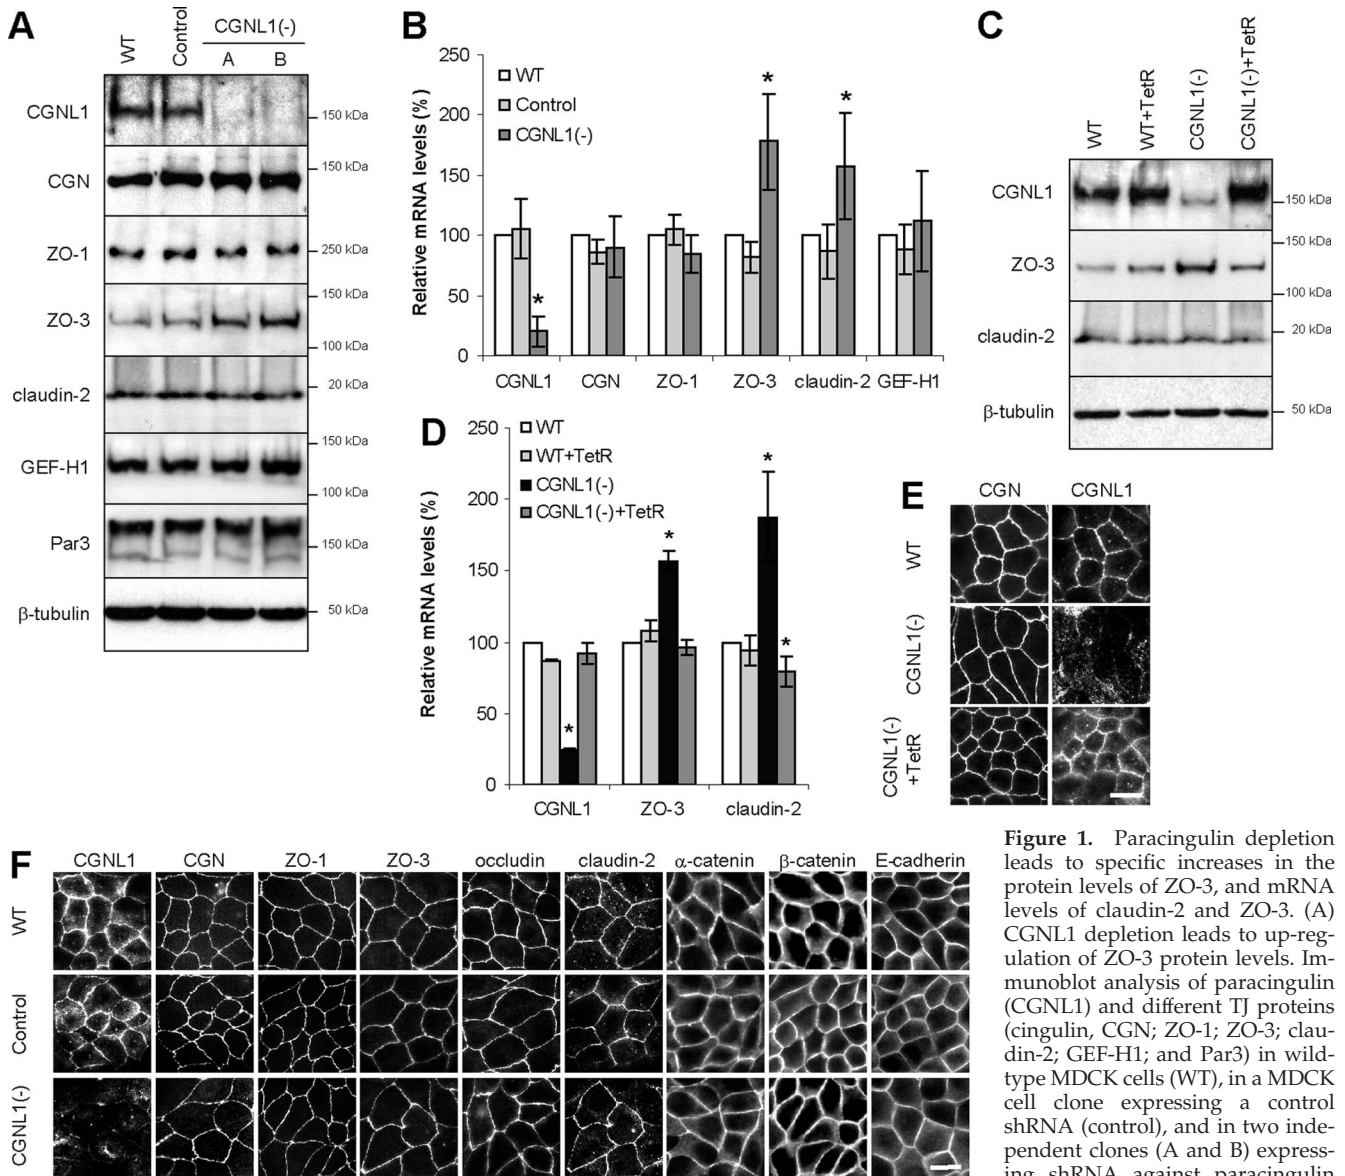 A
WT
Control
CGNL1(-)
A B
CGNL1
150 kDa
CGN
150 kDa
ZO-1
250 kDa
ZO-3
150 kDa
100 kDa
claudin-2
20 kDa
GEF-H1
150 kDa
100 kDa
Par3
150 kDa
β-tubulin
50 kDa
B
Relative mRNA levels (%)
250
200
150
100
50
0
WT
Control
CGNL1(-)
*
*
*
CGNL1 CGN ZO-1 ZO-3 claudin-2 GEF-H1
C
WT
WT+TetR
CGNL1(-)
CGNL1(-)+TetR
CGNL1
150 kDa
ZO-3
150 kDa
100 kDa
claudin-2
20 kDa
β-tubulin
50 kDa
D
Relative mRNA levels (%)
250
200
150
100
50
0
WT
WT+TetR
CGNL1(-)
CGNL1(-)+TetR
*
*
*
*
CGNL1 ZO-3 claudin-2
E
CGN CGNL1
WT
CGNL1(-)
CGNL1(-)
+TetR
F
CGNL1 CGN ZO-1 ZO-3 occludin claudin-2 α-catenin β-catenin E-cadherin
WT
Control
CGNL1(-)
Figure 1. Paracingulin depletion
leads to specific increases in the
protein levels of ZO-3, and mRNA
levels of claudin-2 and ZO-3. (A)
CGNL1 depletion leads to up-reg-
ulation of ZO-3 protein levels. Im-
munoblot analysis of paracingulin
(CGNL1) and different TJ proteins
(cingulin, CGN; ZO-1; ZO-3; clau-
din-2; GEF-H1; and Par3) in wild-
type MDCK cells (WT), in a MDCK
cell clone expressing a control
shRNA (control), and in two inde-
pendent clones (A and B) express-
ing shRNA against paracingulin